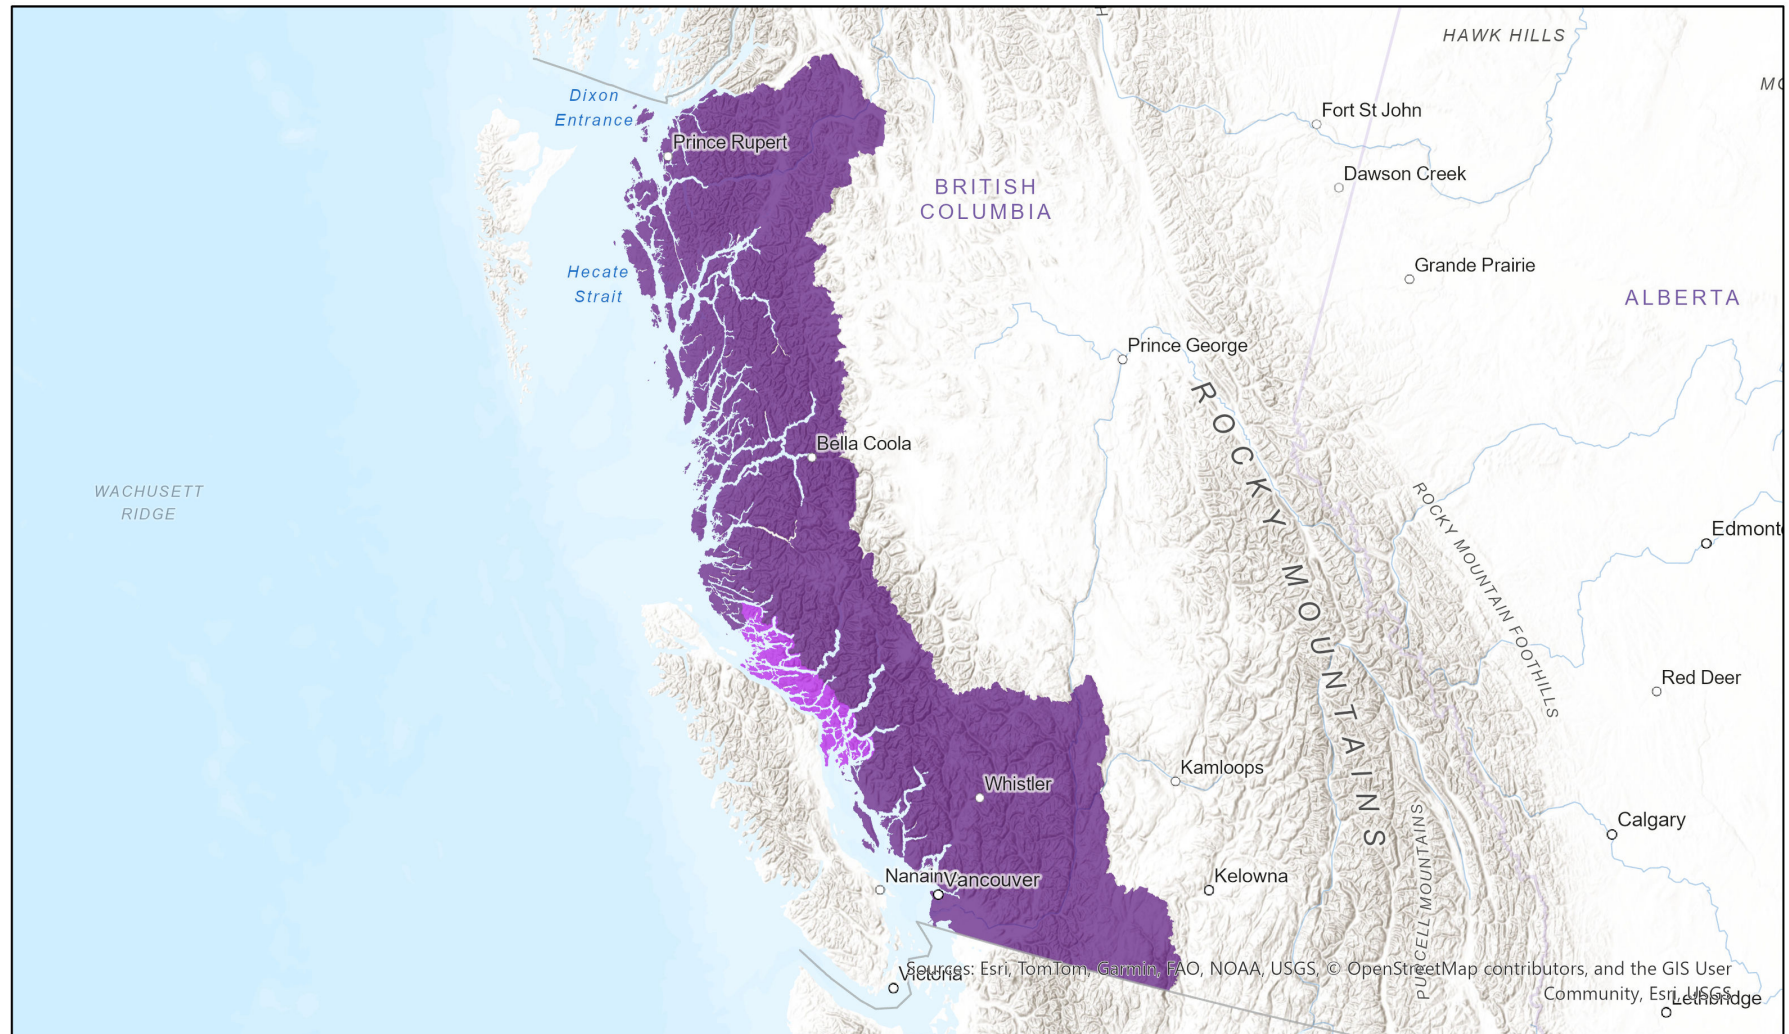 HAWK HILLS
Dixon
Entrance
Fort St John
Prince Rupert
Dawson Creek
BRITISH
COLUMBIA
Hecate
Strait
Grande Prairie
ALBERTA
Prince George
ROCKY MOUNTAINS
Bella Coola
WACHUSETT
RIDGE
ROCKY MOUNTAIN FOOTHILLS
Red Deer
Kamloops
Whistler
Calgary
PURCELL MOUNTAINS
Vancouver
Kelowna
Victoria
Sources: Esri, TomTom, Garmin, FAO, NOAA, USGS, © OpenStreetMap contributors, and the GIS User
Community, Esri, USGS
Lethbridge